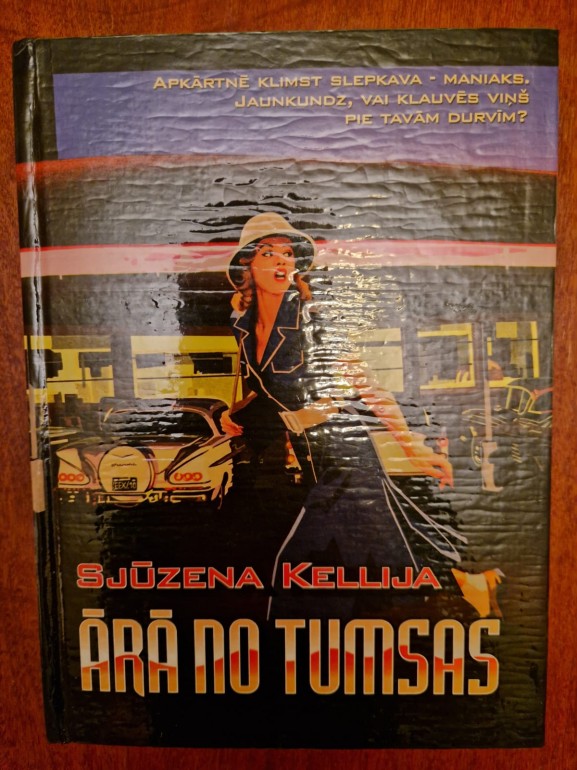 APKĀRTNĒ KLIMST SLEPKAVA - MANIAKS.
JAUNKUNDZ, VAI KLAUVĒS VIŅŠ
PIE TAVĀM DURVĪM?
SJŪZENA KELLIJA
ĀRĀ NO TUMSAS